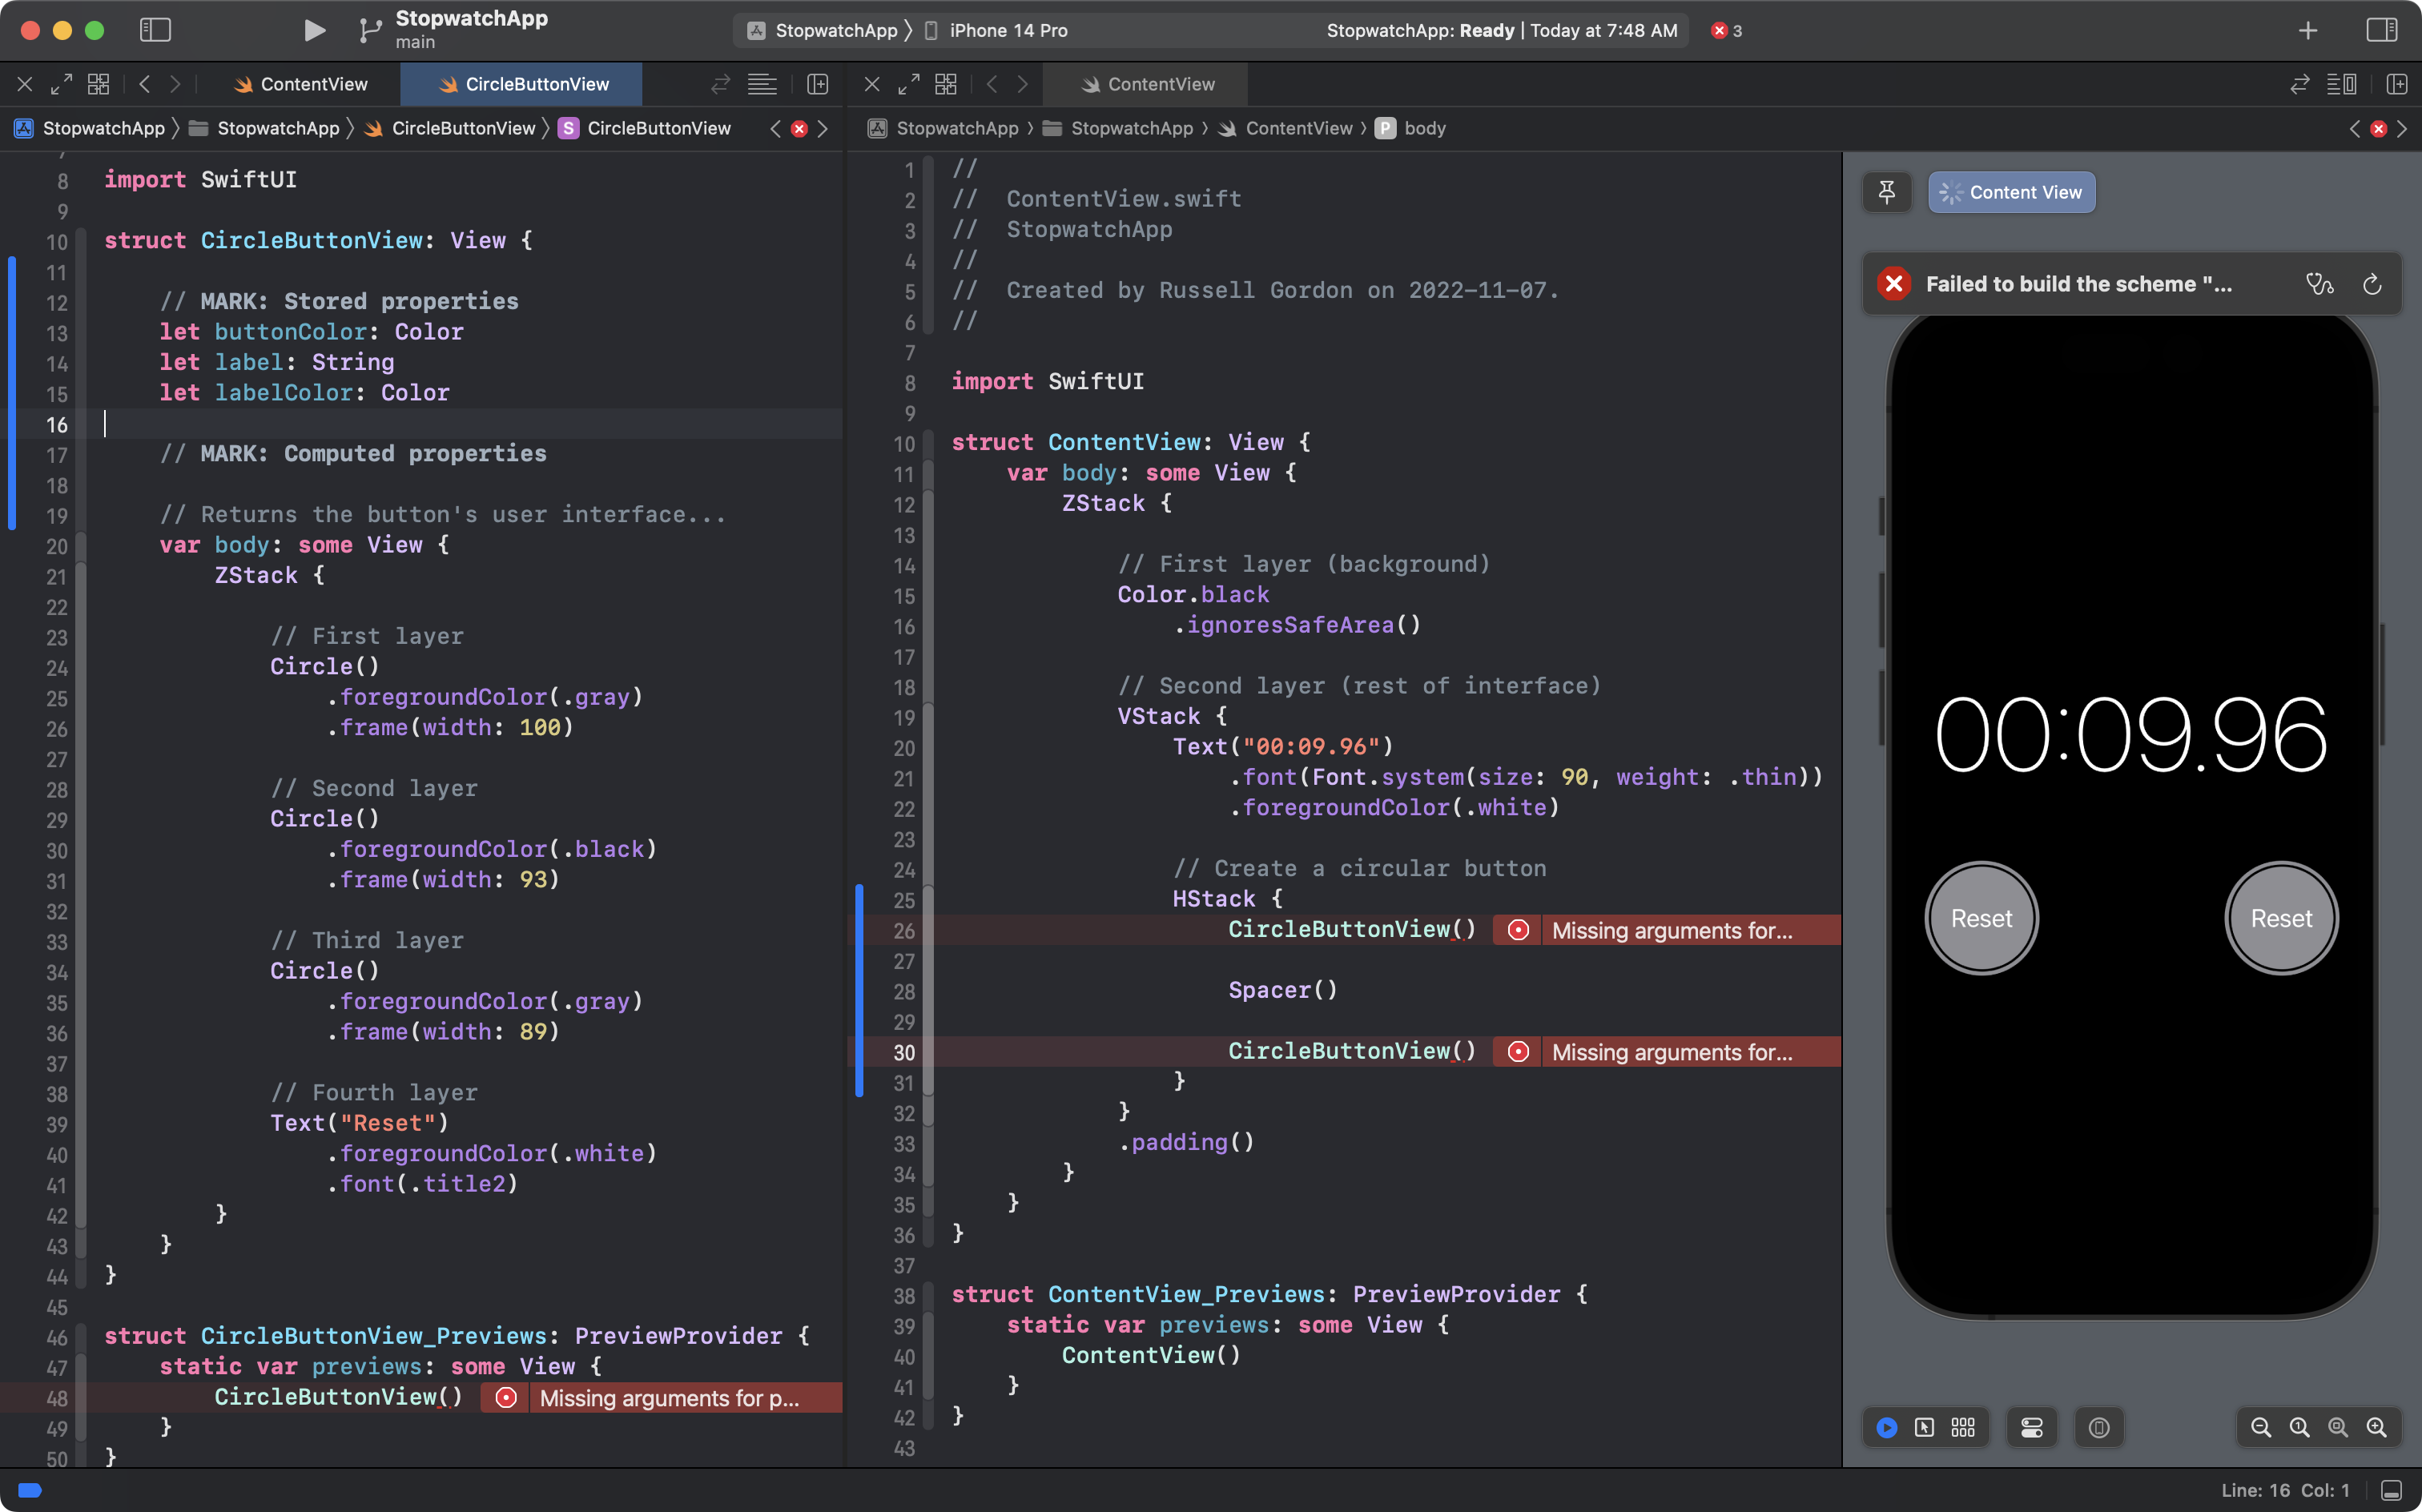 StopwatchApp
main
StopwatchApp 〉 iPhone 14 Pro
StopwatchApp: Ready | Today at 7:48 AM
3
ContentView
CircleButtonView
ContentView
StopwatchApp 〉 StopwatchApp 〉 CircleButtonView 〉 S CircleButtonView
StopwatchApp 〉 StopwatchApp 〉 ContentView 〉 P body
8 import SwiftUI
9
10 struct CircleButtonView: View {
11
12     // MARK: Stored properties
13     let buttonColor: Color
14     let label: String
15     let labelColor: Color
16
17     // MARK: Computed properties
18
19     // Returns the button's user interface...
20     var body: some View {
21         ZStack {
22
23             // First layer
24             Circle()
25                 .foregroundColor(.gray)
26                 .frame(width: 100)
27
28             // Second layer
29             Circle()
30                 .foregroundColor(.black)
31                 .frame(width: 93)
32
33             // Third layer
34             Circle()
35                 .foregroundColor(.gray)
36                 .frame(width: 89)
37
38             // Fourth layer
39             Text("Reset")
40                 .foregroundColor(.white)
41                 .font(.title2)
42         }
43     }
44 }
45
46 struct CircleButtonView_Previews: PreviewProvider {
47     static var previews: some View {
48         CircleButtonView() Missing arguments for p...
49     }
50 }
1 //
2 //  ContentView.swift
3 //  StopwatchApp
4 //
5 //  Created by Russell Gordon on 2022-11-07.
6 //
7
8 import SwiftUI
9
10 struct ContentView: View {
11     var body: some View {
12         ZStack {
13
14             // First layer (background)
15             Color.black
16                 .ignoresSafeArea()
17
18             // Second layer (rest of interface)
19             VStack {
20                 Text("00:09.96")
21                     .font(Font.system(size: 90, weight: .thin))
22                     .foregroundColor(.white)
23
24                 // Create a circular button
25                 HStack {
26                     CircleButtonView() Missing arguments for...
27
28                     Spacer()
29
30                     CircleButtonView() Missing arguments for...
31                 }
32             }
33             .padding()
34         }
35     }
36 }
37
38 struct ContentView_Previews: PreviewProvider {
39     static var previews: some View {
40         ContentView()
41     }
42 }
43
Content View
Failed to build the scheme "...
00:09.96
Reset
Reset
Line: 16 Col: 1